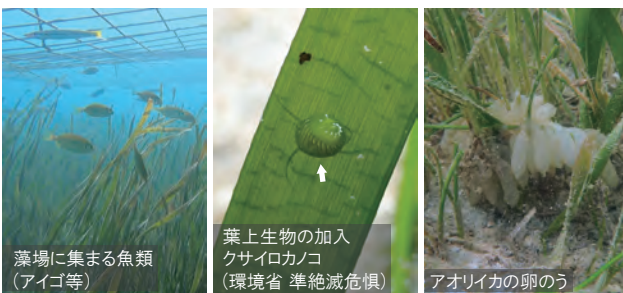 藻場に集まる魚類
（アイゴ等）
葉上生物の加入
クサイロカノコ
（環境省 準絶滅危惧）
アオリイカの卵のう